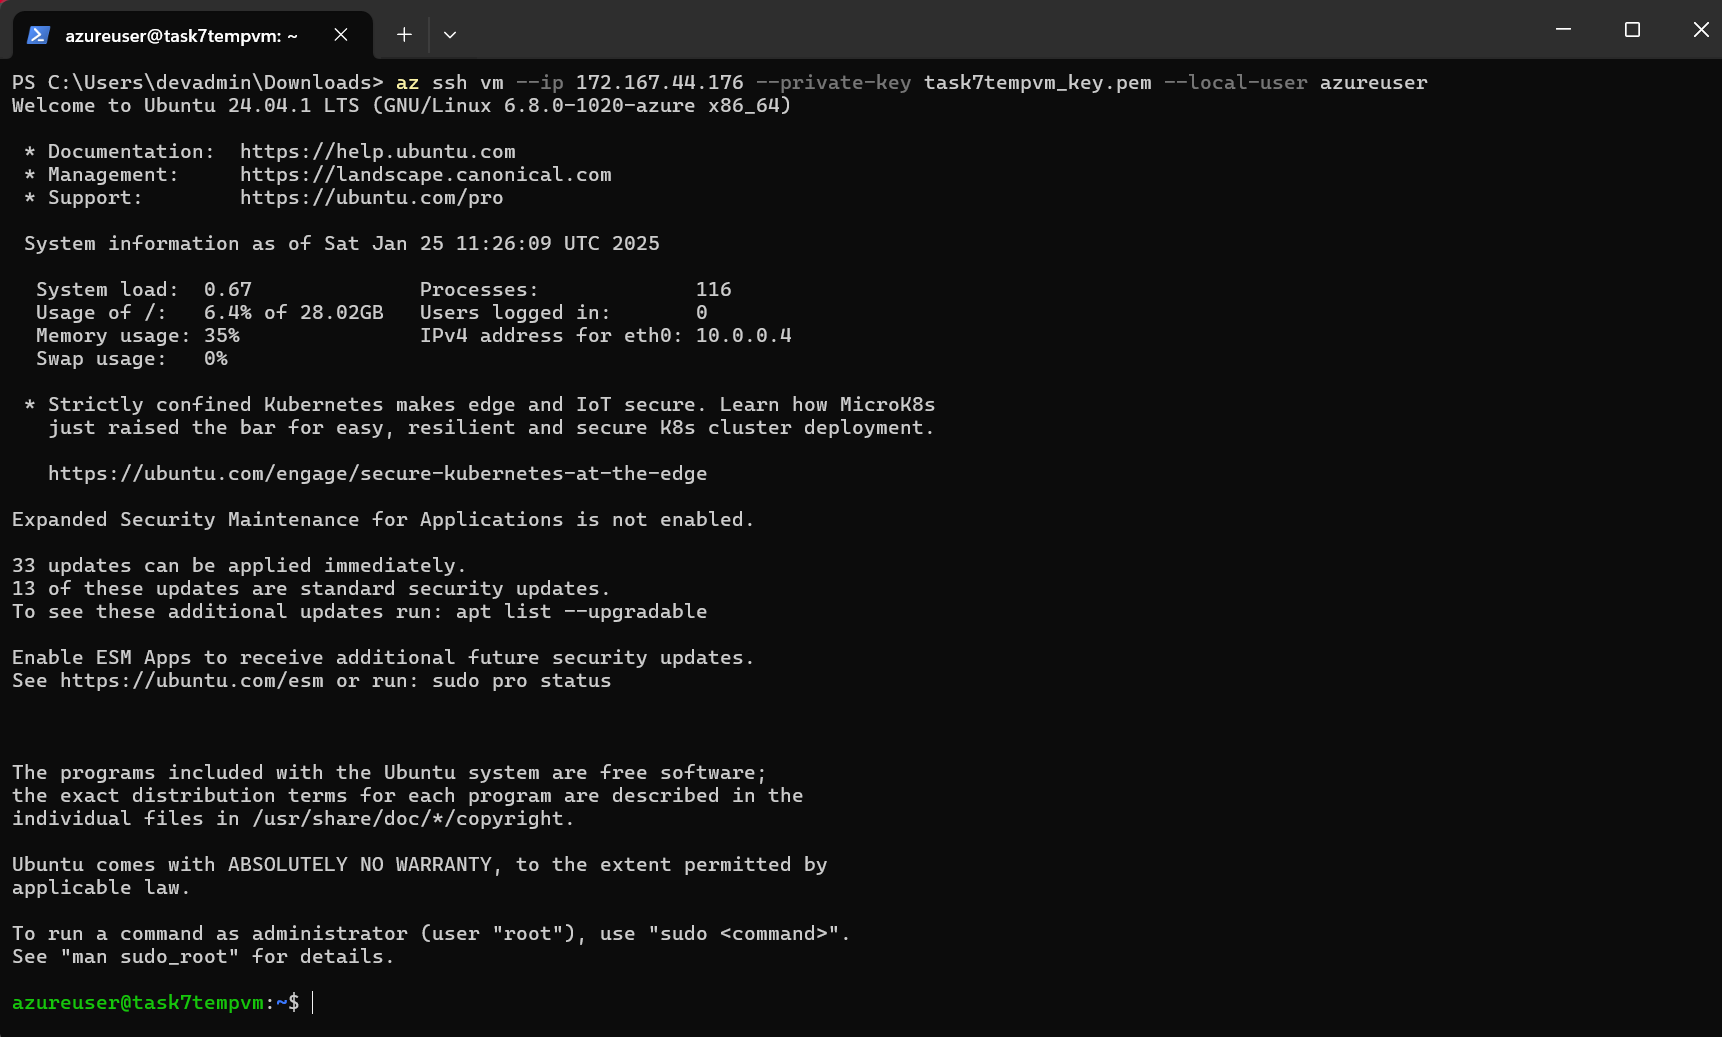 azureuser@task7tempvm: ~
PS C:\Users\devadmin\Downloads> az ssh vm --ip 172.167.44.176 --private-key task7tempvm_key.pem --local-user azureuser
Welcome to Ubuntu 24.04.1 LTS (GNU/Linux 6.8.0-1020-azure x86_64)

 * Documentation:  https://help.ubuntu.com
 * Management:     https://landscape.canonical.com
 * Support:        https://ubuntu.com/pro

 System information as of Sat Jan 25 11:26:09 UTC 2025

  System load:  0.67              Processes:             116
  Usage of /:   6.4% of 28.02GB   Users logged in:       0
  Memory usage: 35%               IPv4 address for eth0: 10.0.0.4
  Swap usage:   0%

 * Strictly confined Kubernetes makes edge and IoT secure. Learn how MicroK8s
   just raised the bar for easy, resilient and secure K8s cluster deployment.

   https://ubuntu.com/engage/secure-kubernetes-at-the-edge

Expanded Security Maintenance for Applications is not enabled.

33 updates can be applied immediately.
13 of these updates are standard security updates.
To see these additional updates run: apt list --upgradable

Enable ESM Apps to receive additional future security updates.
See https://ubuntu.com/esm or run: sudo pro status

The programs included with the Ubuntu system are free software;
the exact distribution terms for each program are described in the
individual files in /usr/share/doc/*/copyright.

Ubuntu comes with ABSOLUTELY NO WARRANTY, to the extent permitted by
applicable law.

To run a command as administrator (user "root"), use "sudo <command>".
See "man sudo_root" for details.

azureuser@task7tempvm:~$